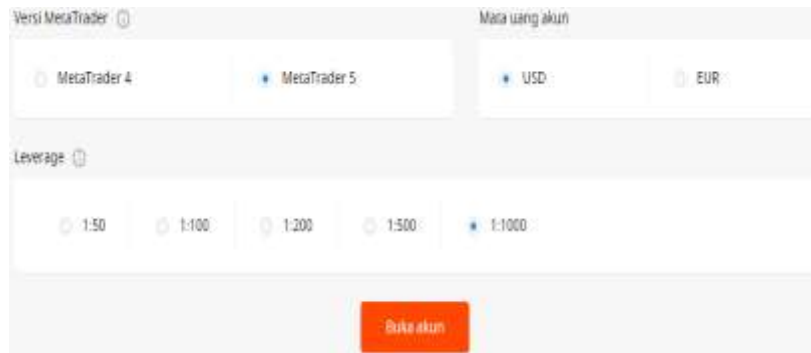 Versi MetaTrader
Mata uang akun
MetaTrader 4
MetaTrader 5
USD
EUR
Leverage
1:50
1:100
1:200
1:500
1:1000
Buka akun